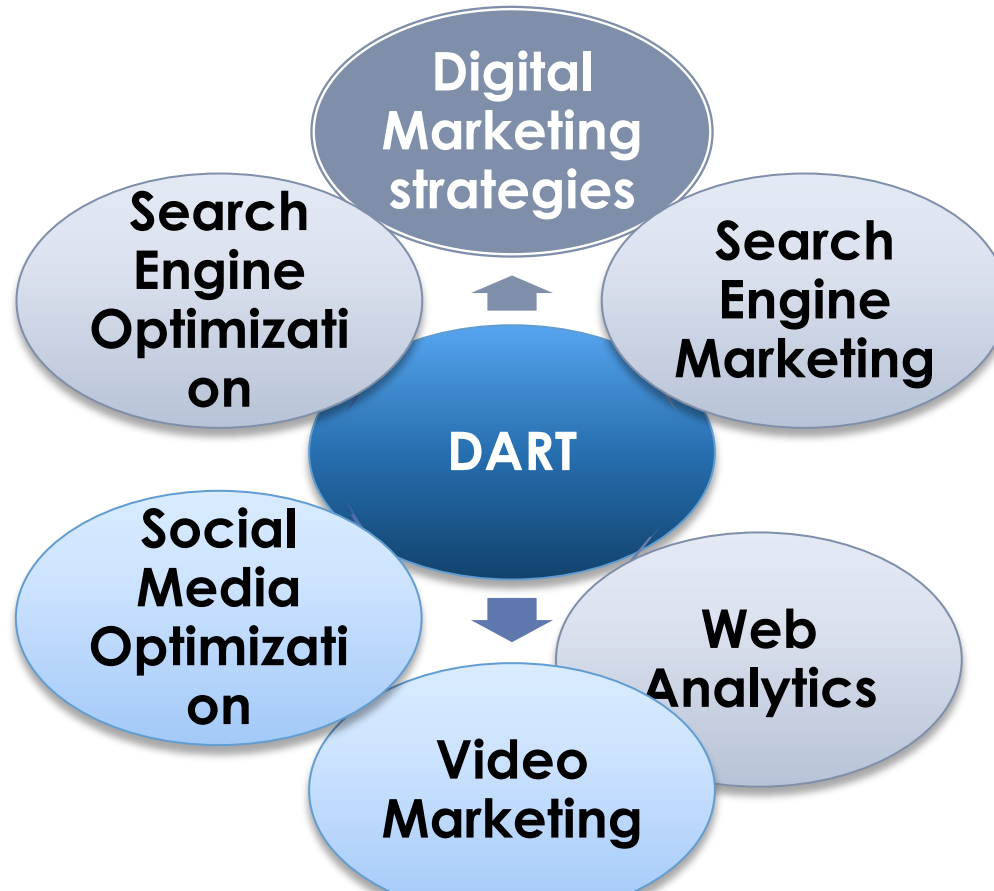 Digital
Marketing
strategies
Search
Engine
Optimizati
on
Search
Engine
Marketing
DART
Social
Media
Optimizati
on
Web
Analytics
Video
Marketing